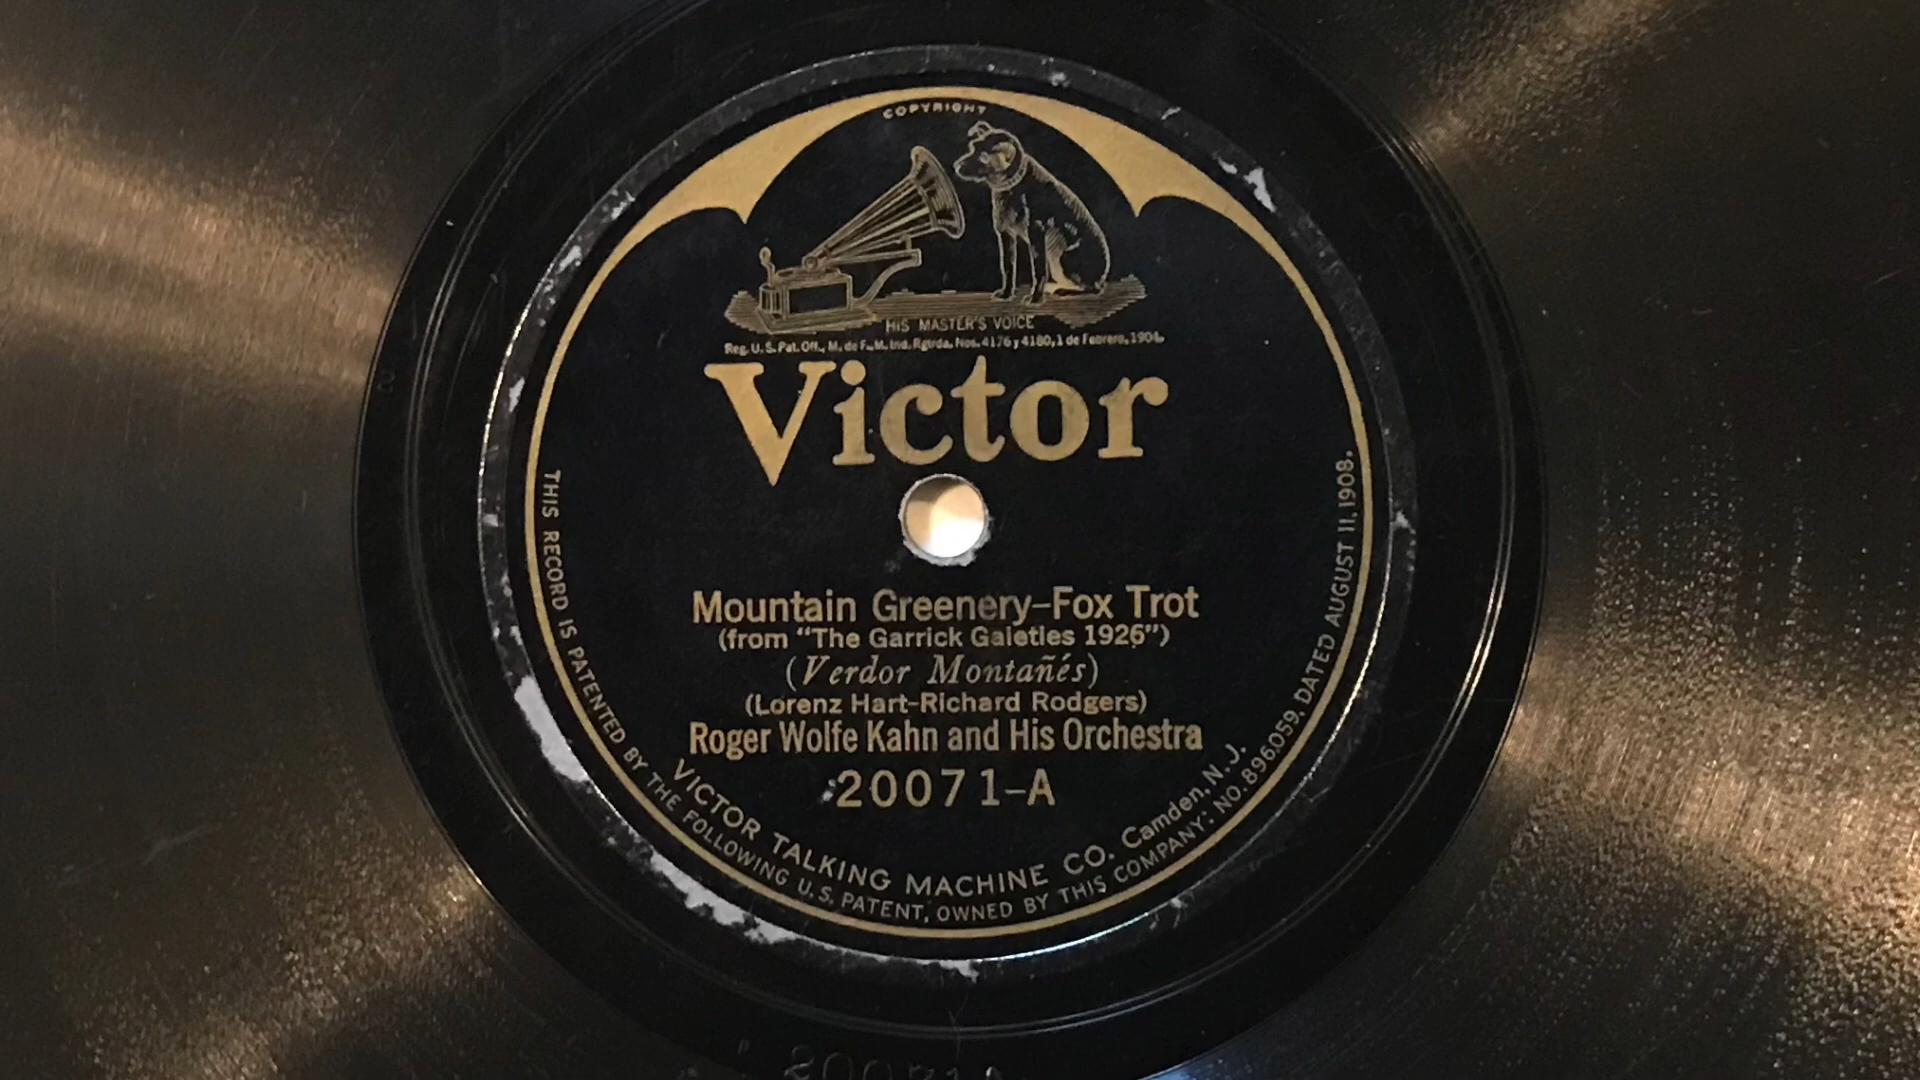 COPYRIGHT
HIS MASTER'S VOICE
Reg. U. S. Pat. Off., M. de F., M. Ind. Rgtrda. Nos. 4176 y 4180, 1 de Febrero, 1904.
Victor
Mountain Greenery–Fox Trot
(from "The Garrick Gaieties 1926")
(Verdor Montañés)
(Lorenz Hart-Richard Rodgers)
Roger Wolfe Kahn and His Orchestra
20071–A
VICTOR TALKING MACHINE CO. Camden, N. J.
THIS RECORD IS PATENTED BY THE FOLLOWING U.S. PATENT, OWNED BY THIS COMPANY: NO. 896,059, DATED AUGUST 11, 1908.
20071A